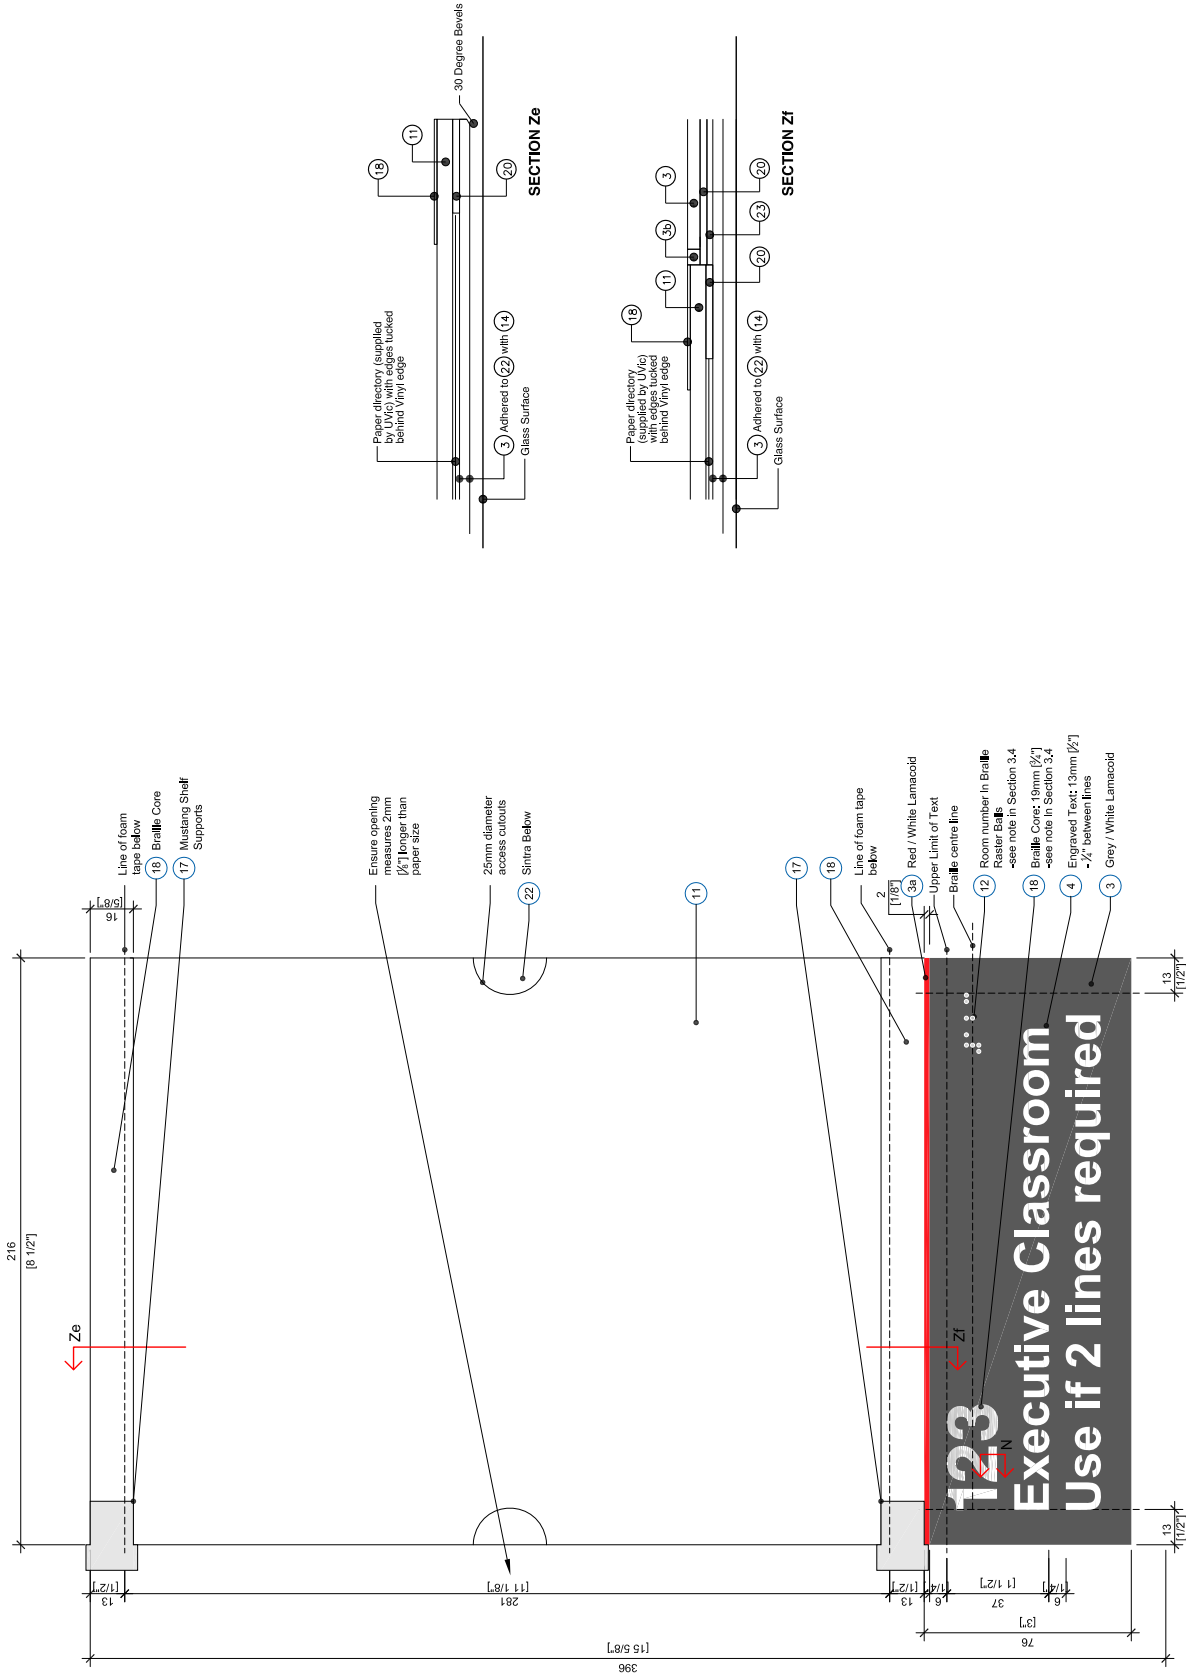 18
11
20
30 Degree Bevels
Paper directory (supplied
by UVic) with edges tucked
behind Vinyl edge
3 Adhered to 22 with 14
Glass Surface
SECTION Ze
18
11
3b
3
20
23
20
Paper directory
(supplied by UVic)
with edges tucked
behind Vinyl edge
3 Adhered to 22 with 14
Glass Surface
SECTION Zf
216
[8 1/2"]
16
[5/8"]
Line of foam
tape below
18 Braille Core
17 Mustang Shelf
Supports
Ensure opening
measures 2mm
longer than
paper size
25mm diameter
access cutouts
22 Sintra Below
11
17
18
Line of foam tape
below
2
[1/8"]
3a Red / White Lamacoid
Upper Limit of Text
Braille centre line
12 Room number in Braille
Raster Balls
-see note in Section 3.4
18 Braille Core: 19mm [¾"]
-see note in Section 3.4
4 Engraved Text: 13mm [½"]
- ¼" between lines
3 Grey / White Lamacoid
Ze
Zf
N
123
Executive Classroom
Use if 2 lines required
13
[1/2"]
13
[1/2"]
13
[1/2"]
281
[11 1/8"]
13
[1/2"]
6
[1/4"]
37
[1 1/2"]
6
[1/4"]
76
[3"]
396
[15 5/8"]